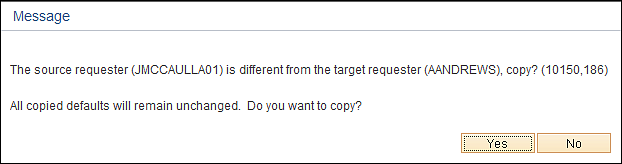 Message
The source requester (JMCCAULLA01) is different from the target requester (AANDREWS), copy? (10150,186)
All copied defaults will remain unchanged.  Do you want to copy?
Yes No